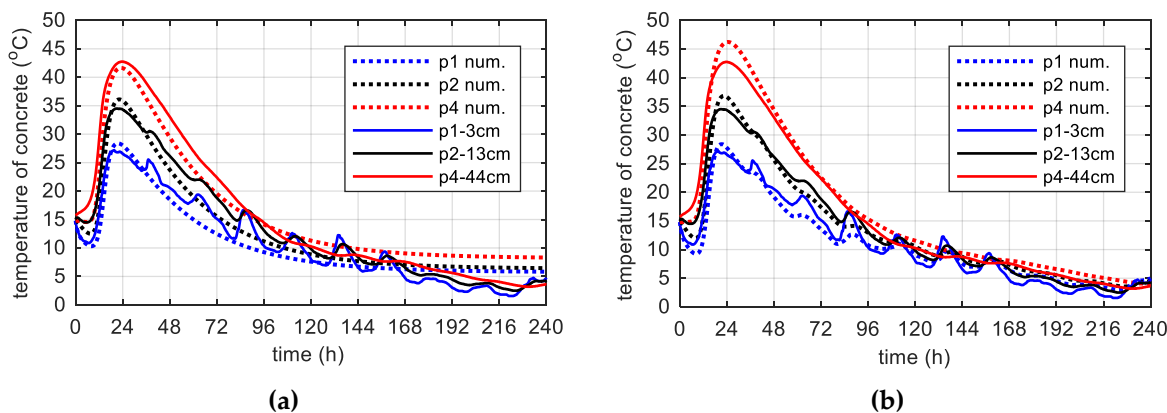 50
45
40
35
30
25
20
15
10
5
0
temperature of concrete (°C)
0 24 48 72 96 120 144 168 192 216 240
time (h)
p1 num.
p2 num.
p4 num.
p1-3cm
p2-13cm
p4-44cm
(a)
50
45
40
35
30
25
20
15
10
5
0
temperature of concrete (°C)
0 24 48 72 96 120 144 168 192 216 240
time (h)
p1 num.
p2 num.
p4 num.
p1-3cm
p2-13cm
p4-44cm
(b)